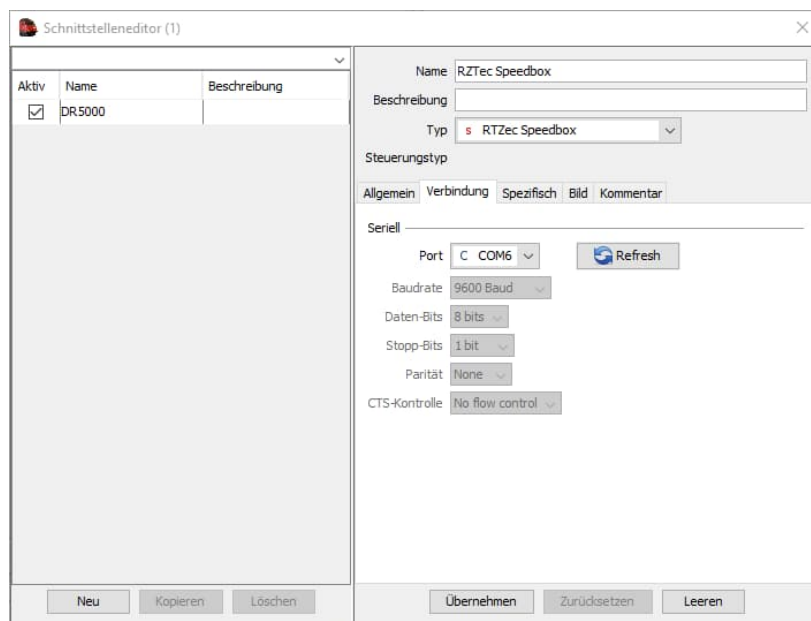 Schnittstelleneditor (1)
Aktiv Name Beschreibung
DR5000
Neu Kopieren Löschen
Name RZTec Speedbox
Beschreibung
Typ s RTZec Speedbox
Steuerungstyp
Allgemein Verbindung Spezifisch Bild Kommentar
Seriell
Port C COM6 Refresh
Baudrate 9600 Baud
Daten-Bits 8 bits
Stopp-Bits 1 bit
Parität None
CTS-Kontrolle No flow control
Übernehmen Zurücksetzen Leeren